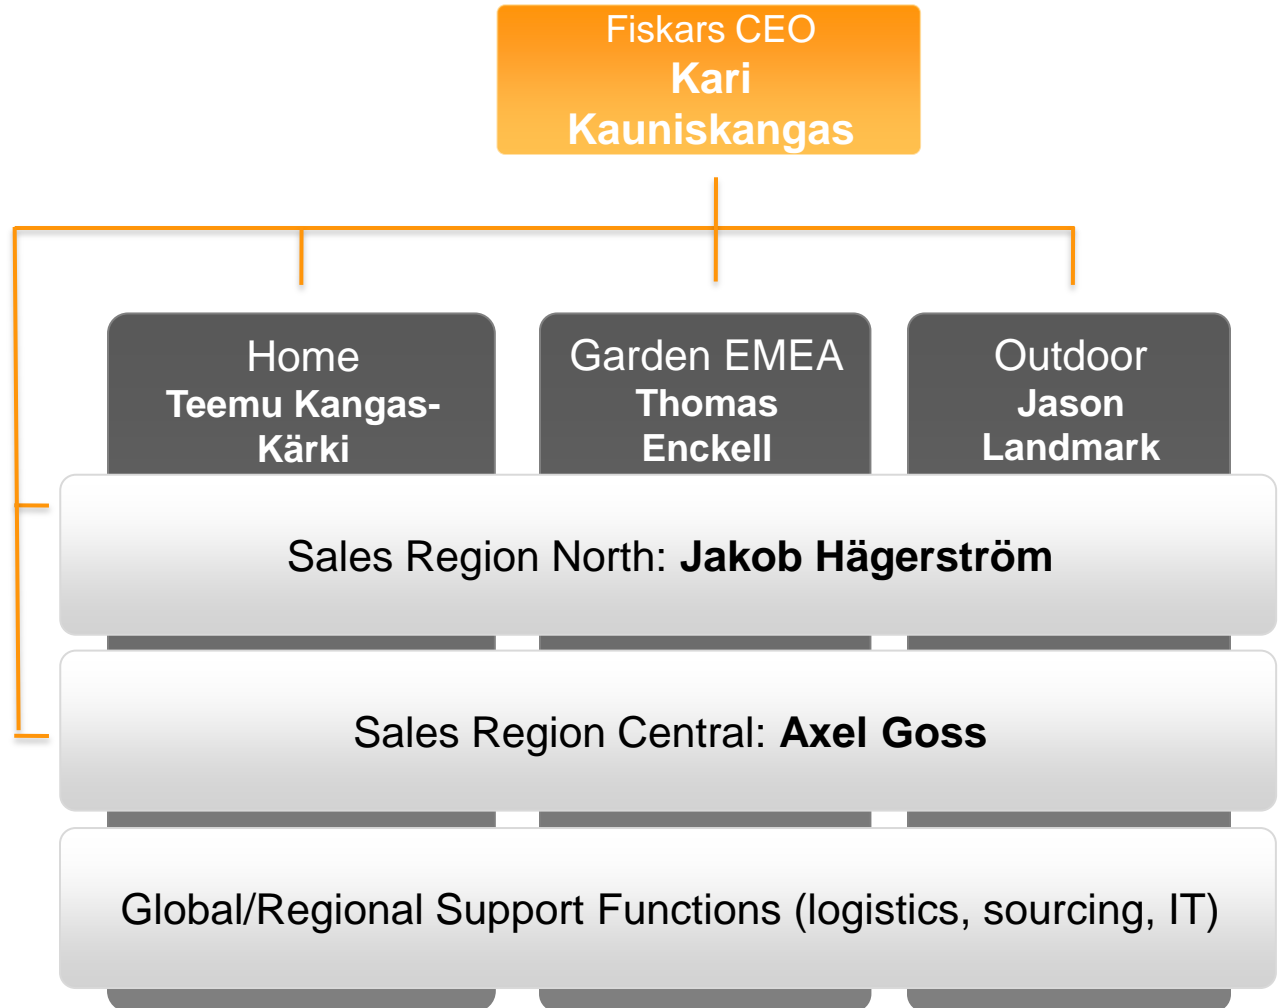 Fiskars CEO
Kari
Kauniskangas
Home
Teemu Kangas-
Kärki
Garden EMEA
Thomas
Enckell
Outdoor
Jason
Landmark
Sales Region North: Jakob Hägerström
Sales Region Central: Axel Goss
Global/Regional Support Functions (logistics, sourcing, IT)